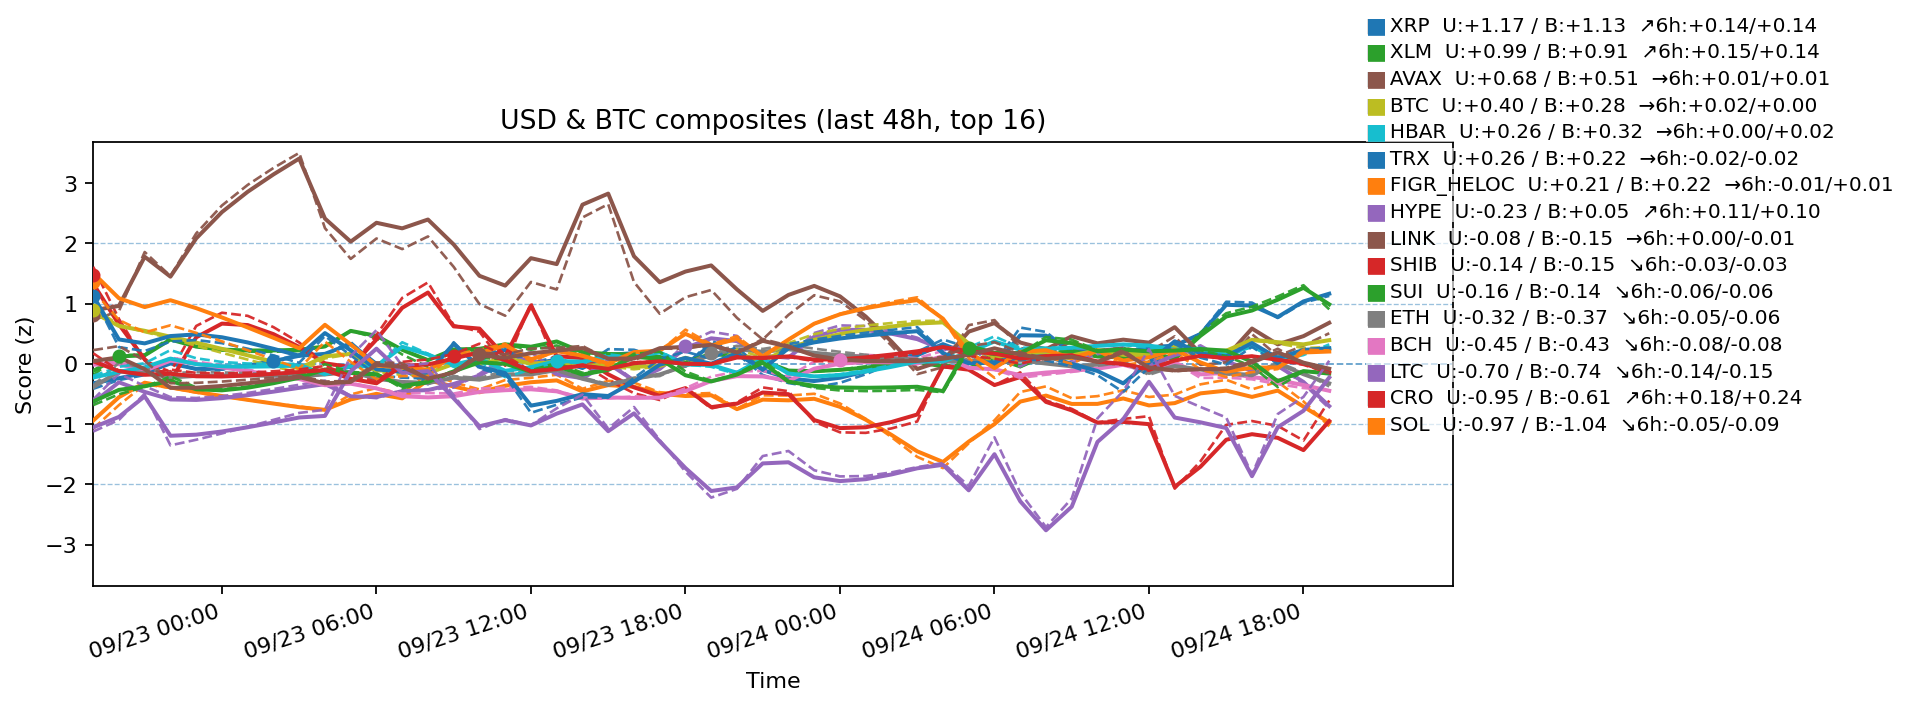 XRP U:+1.17 / B:+1.13 ↗6h:+0.14/+0.14
XLM U:+0.99 / B:+0.91 ↗6h:+0.15/+0.14
AVAX U:+0.68 / B:+0.51 →6h:+0.01/+0.01
BTC U:+0.40 / B:+0.28 →6h:+0.02/+0.00
HBAR U:+0.26 / B:+0.32 →6h:+0.00/+0.02
TRX U:+0.26 / B:+0.22 →6h:-0.02/-0.02
FIGR_HELOC U:+0.21 / B:+0.22 →6h:-0.01/+0.01
HYPE U:-0.23 / B:+0.05 ↗6h:+0.11/+0.10
LINK U:-0.08 / B:-0.15 →6h:+0.00/-0.01
SHIB U:-0.14 / B:-0.15 ↘6h:-0.03/-0.03
SUI U:-0.16 / B:-0.14 ↘6h:-0.06/-0.06
ETH U:-0.32 / B:-0.37 ↘6h:-0.05/-0.06
BCH U:-0.45 / B:-0.43 ↘6h:-0.08/-0.08
LTC U:-0.70 / B:-0.74 ↘6h:-0.14/-0.15
CRO U:-0.95 / B:-0.61 ↗6h:+0.18/+0.24
SOL U:-0.97 / B:-1.04 ↘6h:-0.05/-0.09
USD & BTC composites (last 48h, top 16)
Score (z)
3
2
1
0
−1
−2
−3
09/23 00:00
09/23 06:00
09/23 12:00
09/23 18:00
09/24 00:00
09/24 06:00
09/24 12:00
09/24 18:00
Time